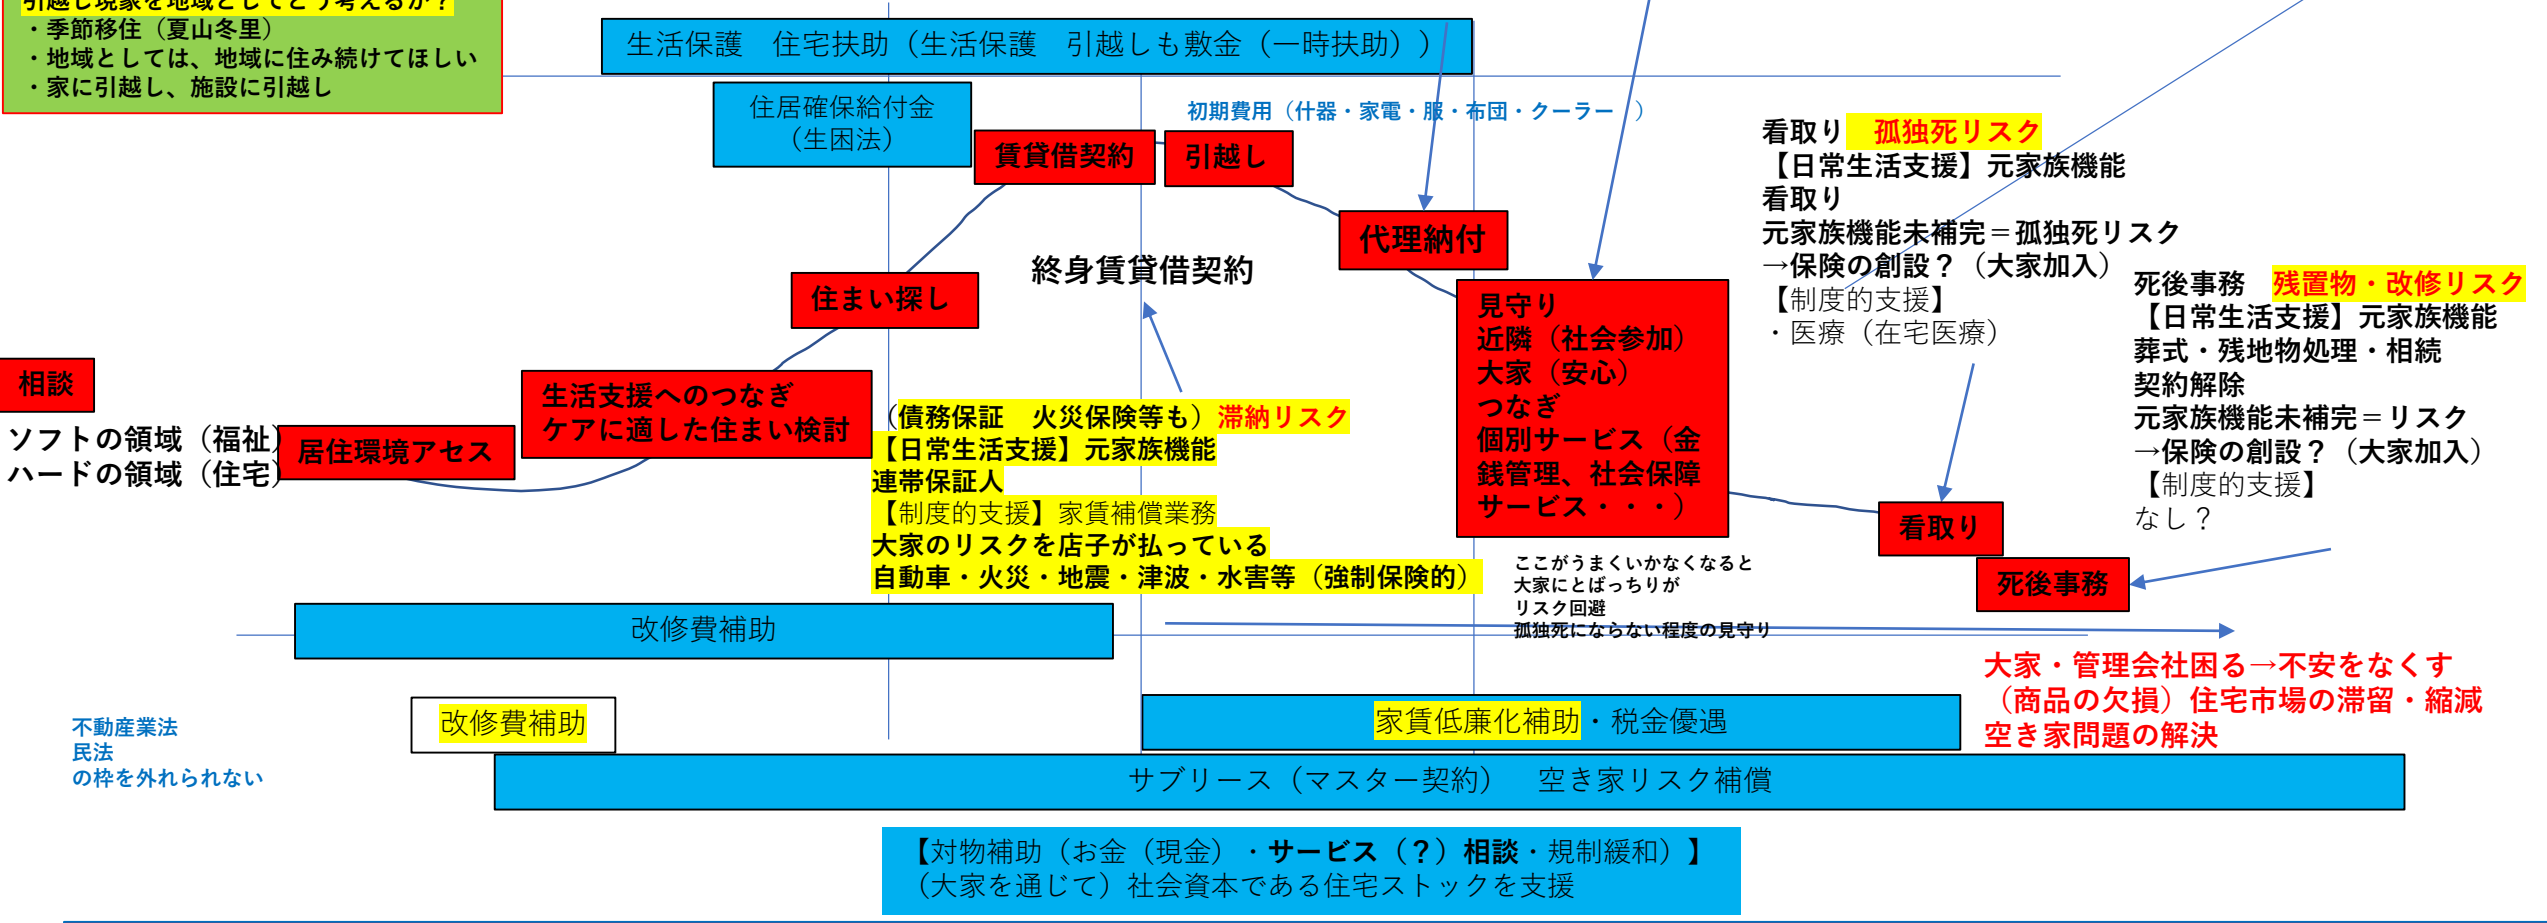 引越し現家を地域としてどう考えるか？
・季節移住（夏山冬里）
・地域としては、地域に住み続けてほしい
・家に引越し、施設に引越し
生活保護　住宅扶助（生活保護　引越しも敷金（一時扶助））
住居確保給付金
（生困法）
初期費用（什器・家電・服・布団・クーラー　）
賃貸借契約
引越し
代理納付
終身賃貸借契約
住まい探し
看取り　孤独死リスク
【日常生活支援】元家族機能
看取り
元家族機能未補完＝孤独死リスク
→保険の創設？（大家加入）
【制度的支援】
・医療（在宅医療）
死後事務　残置物・改修リスク
【日常生活支援】元家族機能
葬式・残地物処理・相続
契約解除
元家族機能未補完＝リスク
→保険の創設？（大家加入）
【制度的支援】
なし？
見守り
近隣（社会参加）
大家（安心）
つなぎ
個別サービス（金
銭管理、社会保障
サービス・・・）
相談
ソフトの領域（福祉）
ハードの領域（住宅）
居住環境アセス
生活支援へのつなぎ
ケアに適した住まい検討
（債務保証　火災保険等も）滞納リスク
【日常生活支援】元家族機能
連帯保証人
【制度的支援】家賃補償業務
大家のリスクを店子が払っている
自動車・火災・地震・津波・水害等（強制保険的）
看取り
死後事務
ここがうまくいかなくなると
大家にとばっちりが
リスク回避
孤独死にならない程度の見守り
改修費補助
大家・管理会社困る→不安をなくす
（商品の欠損）住宅市場の滞留・縮減
空き家問題の解決
不動産業法
民法
の枠を外れられない
改修費補助
家賃低廉化補助・税金優遇
サブリース（マスター契約）　空き家リスク補償
【対物補助（お金（現金）・サービス（？）相談・規制緩和）】
（大家を通じて）社会資本である住宅ストックを支援